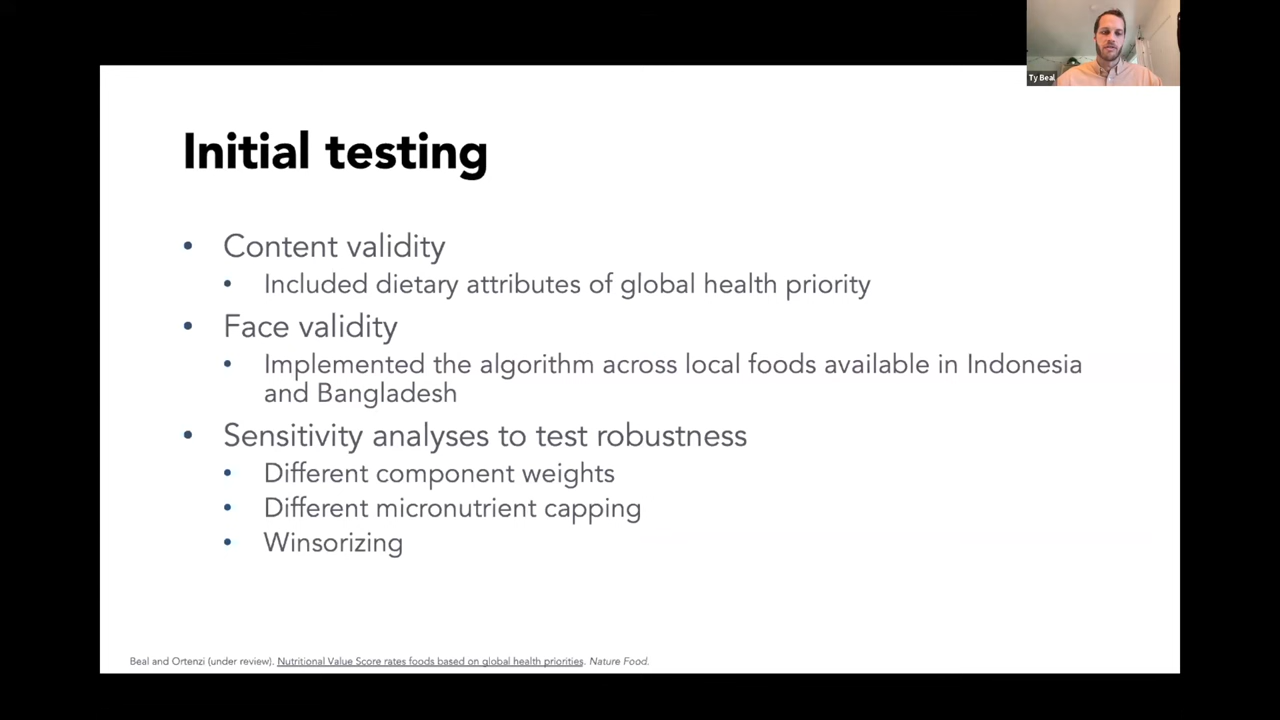 Ty Beal
Initial testing
• Content validity
• Included dietary attributes of global health priority
• Face validity
• Implemented the algorithm across local foods available in Indonesia
and Bangladesh
• Sensitivity analyses to test robustness
• Different component weights
• Different micronutrient capping
• Winsorizing
Beal and Ortenzi (under review). Nutritional Value Score rates foods based on global health priorities. Nature Food.